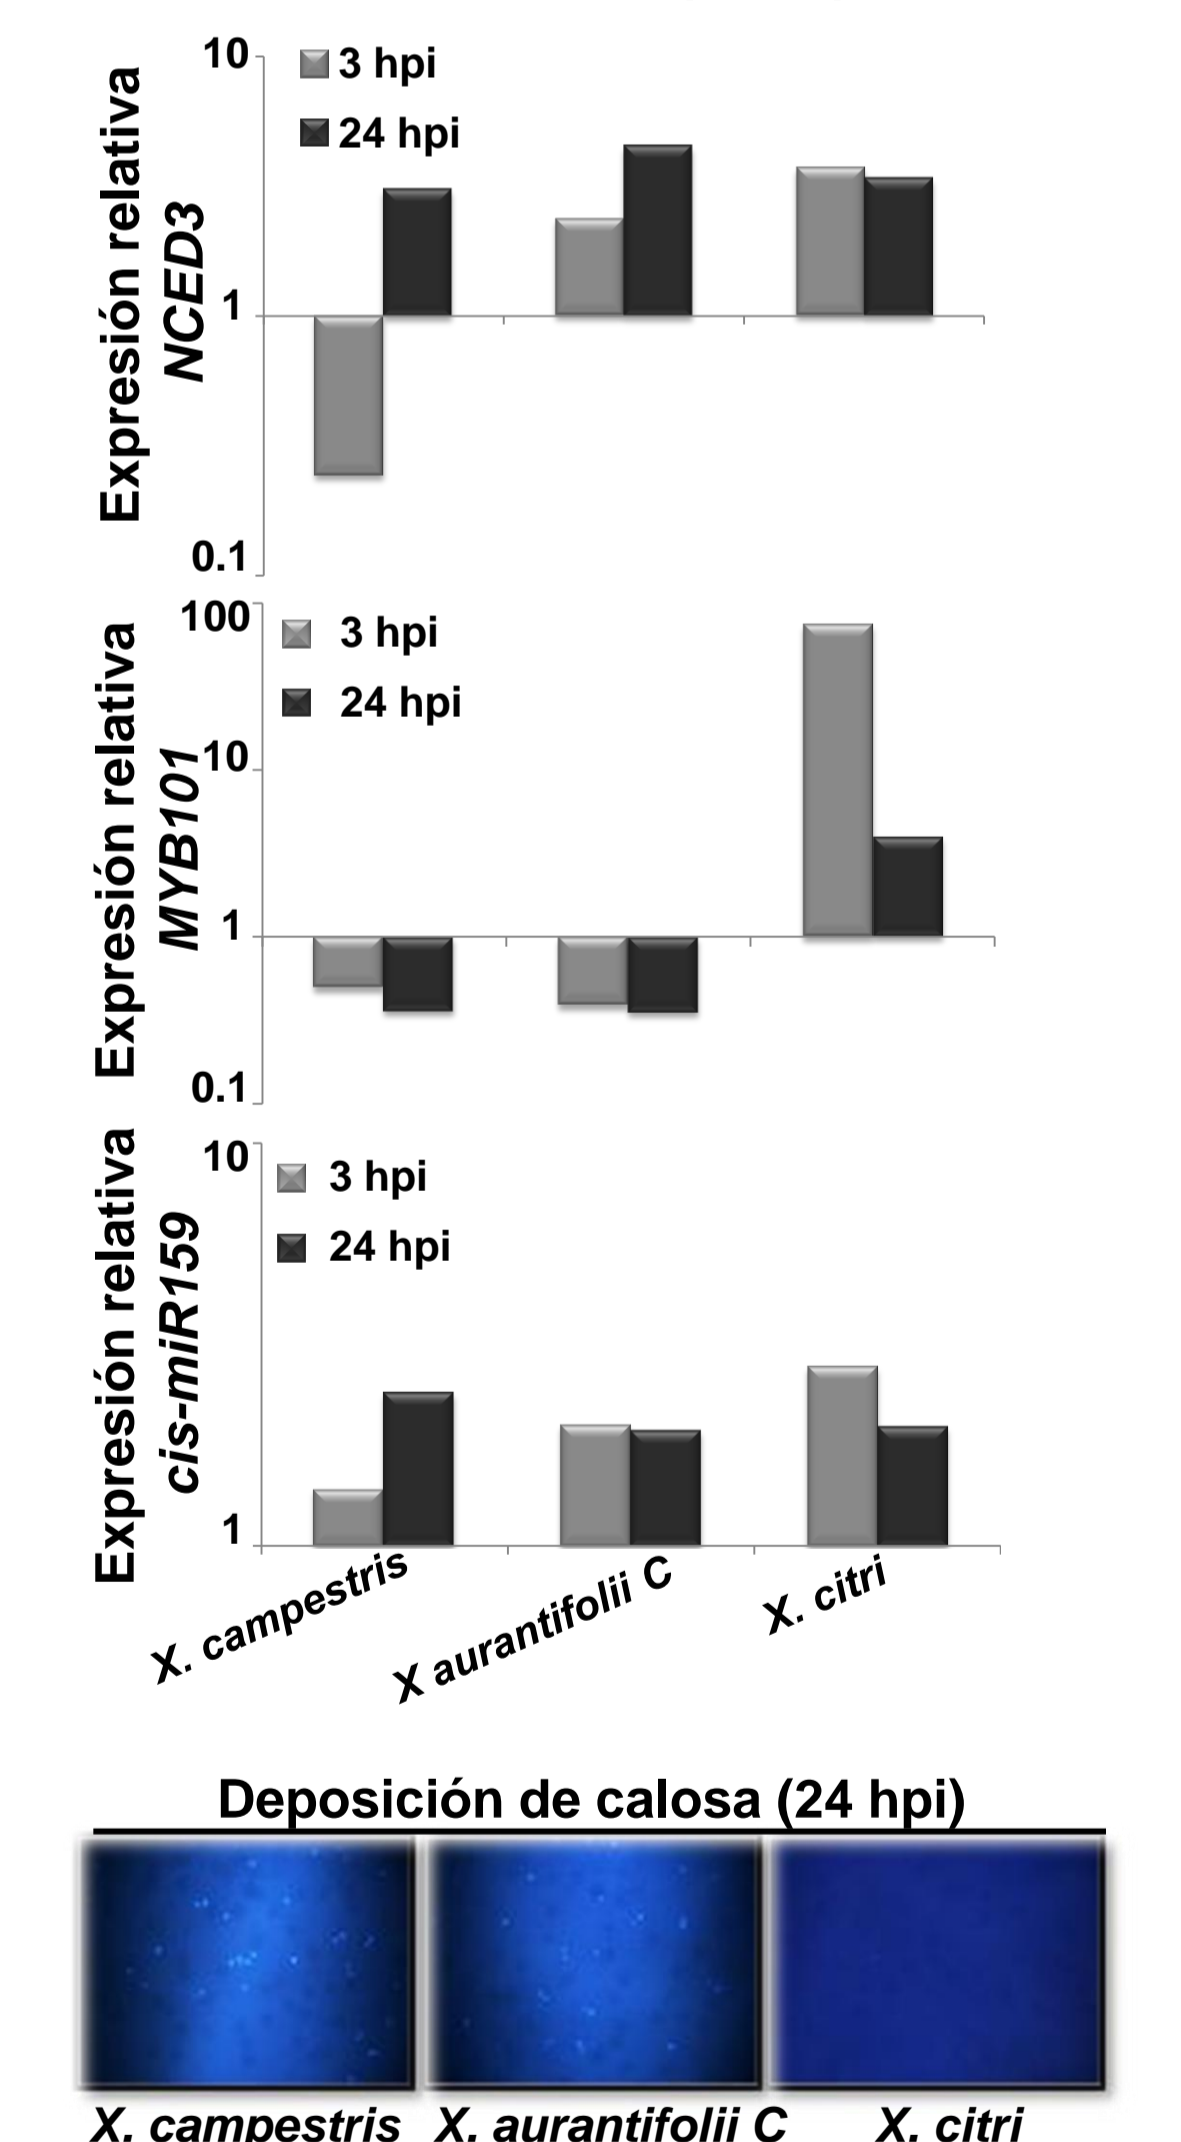 10
3 hpi
24 hpi
Expresión relativa
NCED3
1
0.1
100
3 hpi
24 hpi
Expresión relativa
MYB101
10
1
0.1
10
3 hpi
24 hpi
Expresión relativa
cis-miR159
1
X. campestris
X aurantifolii C
X. citri
Deposición de calosa (24 hpi)
X. campestris X. aurantifolii C X. citri